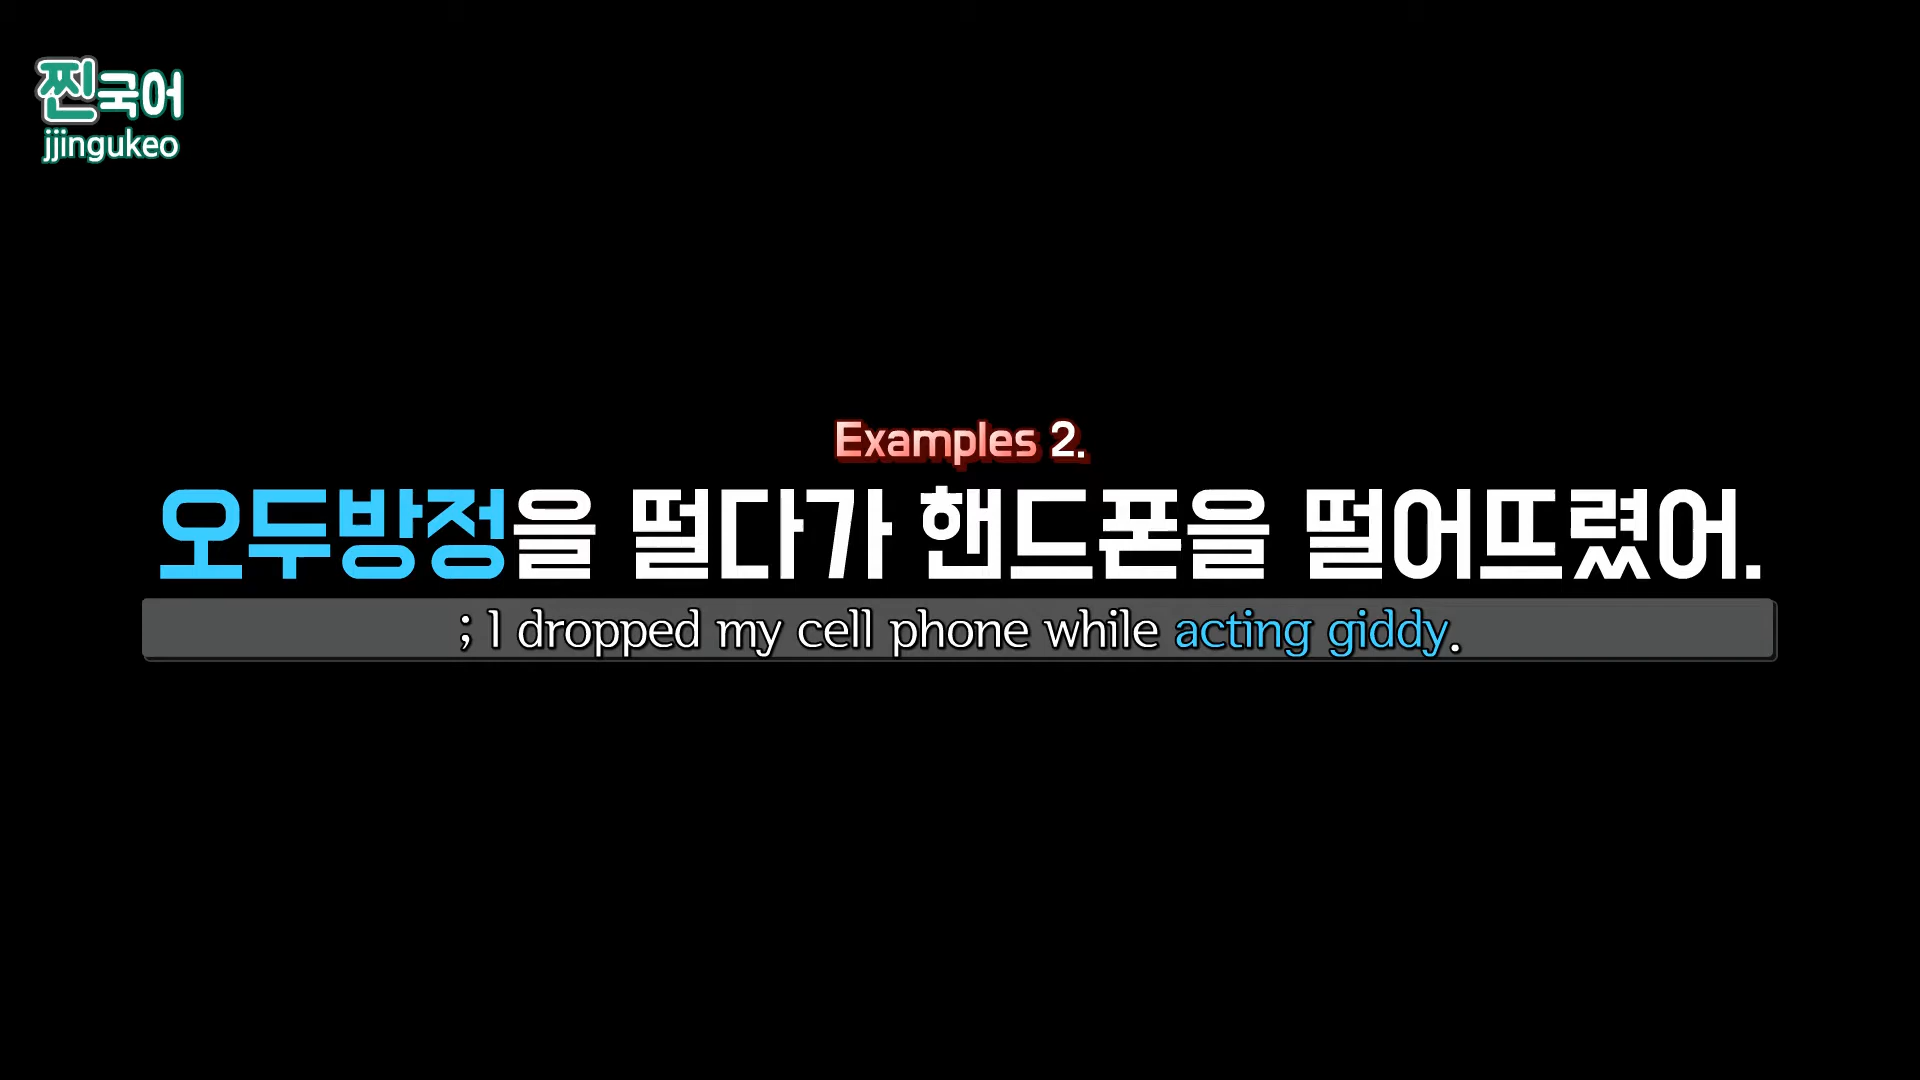 찐국어
jjingukeo
Examples 2.
오두방정을 떨다가 핸드폰을 떨어뜨렸어.
; I dropped my cell phone while acting giddy.